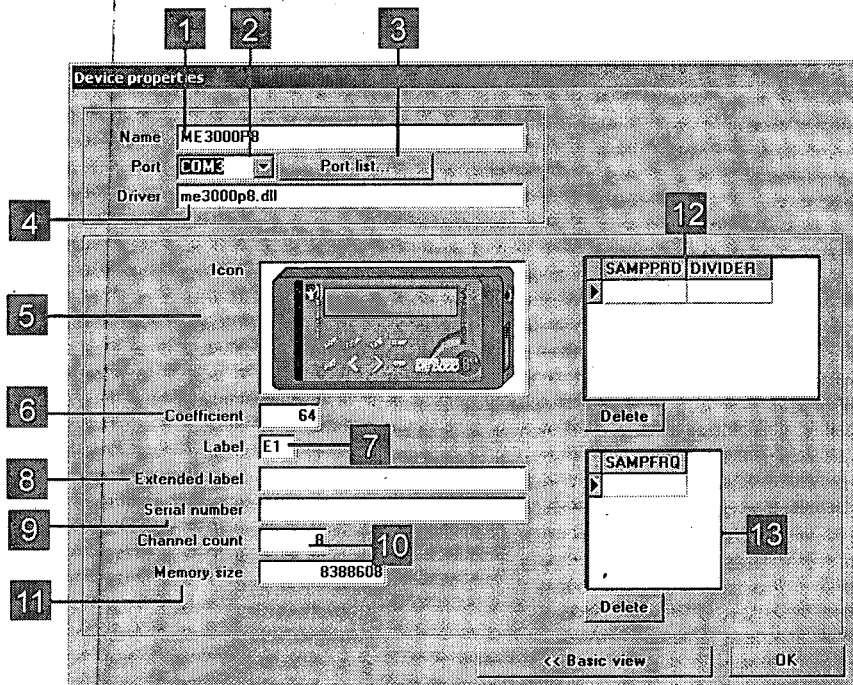 1 2 3
Device properties
Name ME3000P8
Port COM3 Port list...
Driver me3000p8.dll
4
12
Icon
SAMPPRD DIVIDER
5
6
Coefficient 64
Delete
Label E1 7
8 Extended label
SAMPFRQ
9 Serial number
Channel count 8 10
13
11 Memory size 8388608
Delete
<< Basic view OK